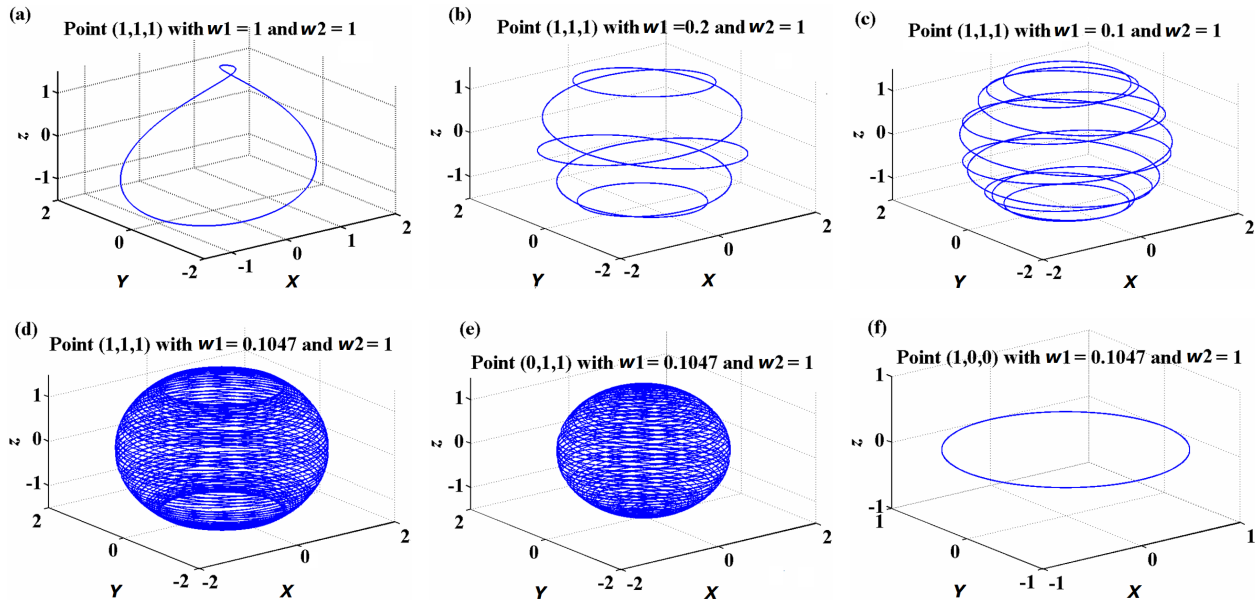 (a)
Point (1,1,1) with w1 = 1 and w2 = 1
1
0
-1
z
2
0
-2
Y
-1
0
1
2
X
(b)
Point (1,1,1) with w1 =0.2 and w2 = 1
1
0
-1
z
2
0
-2
Y
-2
0
2
X
(c)
Point (1,1,1) with w1 = 0.1 and w2 = 1
1
0
-1
z
2
0
-2
Y
-2
0
2
X
(d)
Point (1,1,1) with w1 = 0.1047 and w2 = 1
1
0
-1
z
2
0
-2
Y
-2
0
2
X
(e)
Point (0,1,1) with w1 = 0.1047 and w2 = 1
1
0
-1
z
2
0
-2
Y
-2
0
2
X
(f)
Point (1,0,0) with w1 = 0.1047 and w2 = 1
1
0
-1
z
1
0
-1
Y
-1
0
1
X